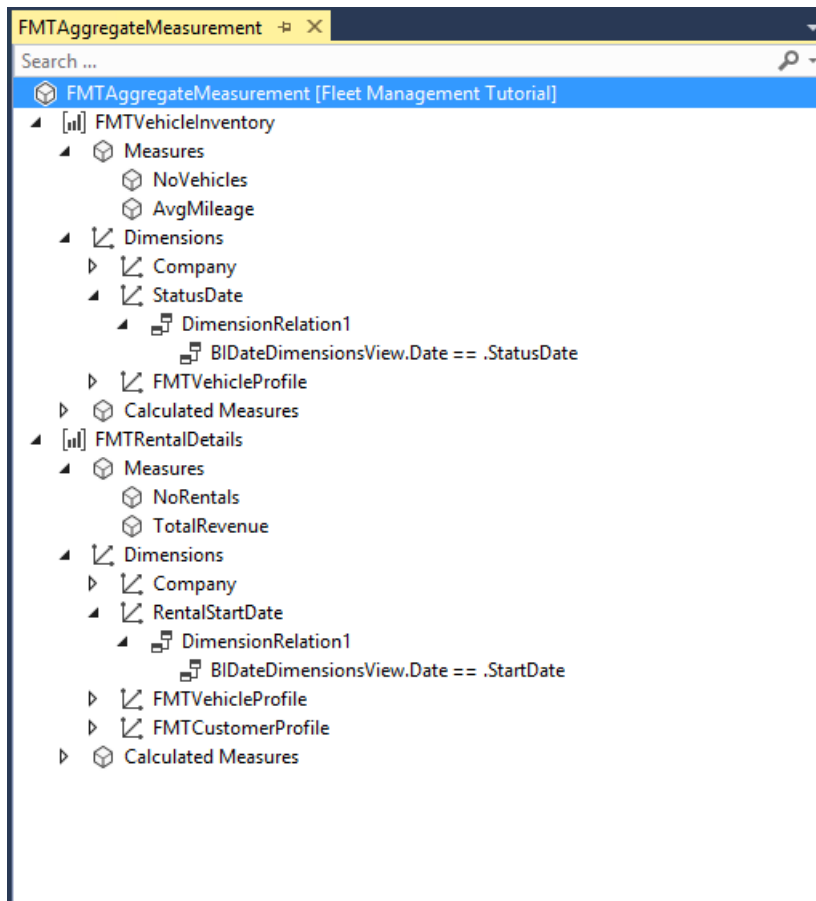 FMTAggregateMeasurement
Search ...
FMTAggregateMeasurement [Fleet Management Tutorial]
FMTVehicleInventory
Measures
NoVehicles
AvgMileage
Dimensions
Company
StatusDate
DimensionRelation1
BIDateDimensionsView.Date == .StatusDate
FMTVehicleProfile
Calculated Measures
FMTRentalDetails
Measures
NoRentals
TotalRevenue
Dimensions
Company
RentalStartDate
DimensionRelation1
BIDateDimensionsView.Date == .StartDate
FMTVehicleProfile
FMTCustomerProfile
Calculated Measures